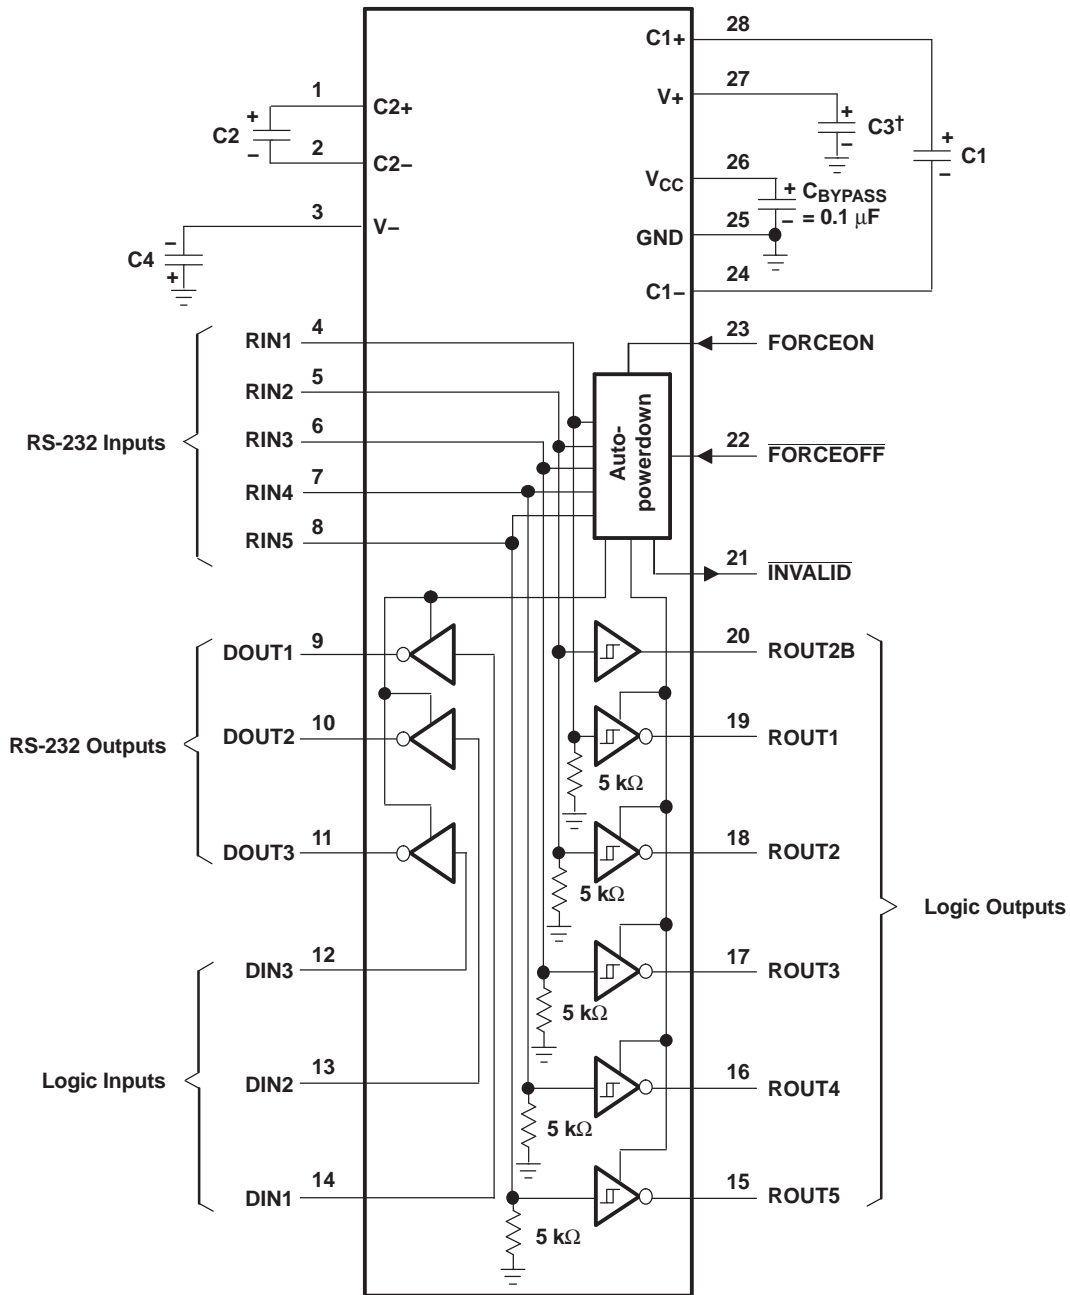 28
C1+
27
V+
1
C2+
+
C2
–
2
C2–
+
C3†
–
+
C1
–
26
VCC
+ CBYPASS
– = 0.1 μF
25
GND
3
V–
–
C4
+
24
C1–
RS-232 Inputs
RIN1 4
RIN2 5
RIN3 6
RIN4 7
RIN5 8
23 FORCEON
Auto-
powerdown
22 FORCEOFF
21 INVALID
RS-232 Outputs
DOUT1 9
DOUT2 10
DOUT3 11
20 ROUT2B
19 ROUT1
5 kΩ
18 ROUT2
5 kΩ
Logic Outputs
17 ROUT3
5 kΩ
16 ROUT4
5 kΩ
15 ROUT5
5 kΩ
Logic Inputs
DIN3 12
DIN2 13
DIN1 14